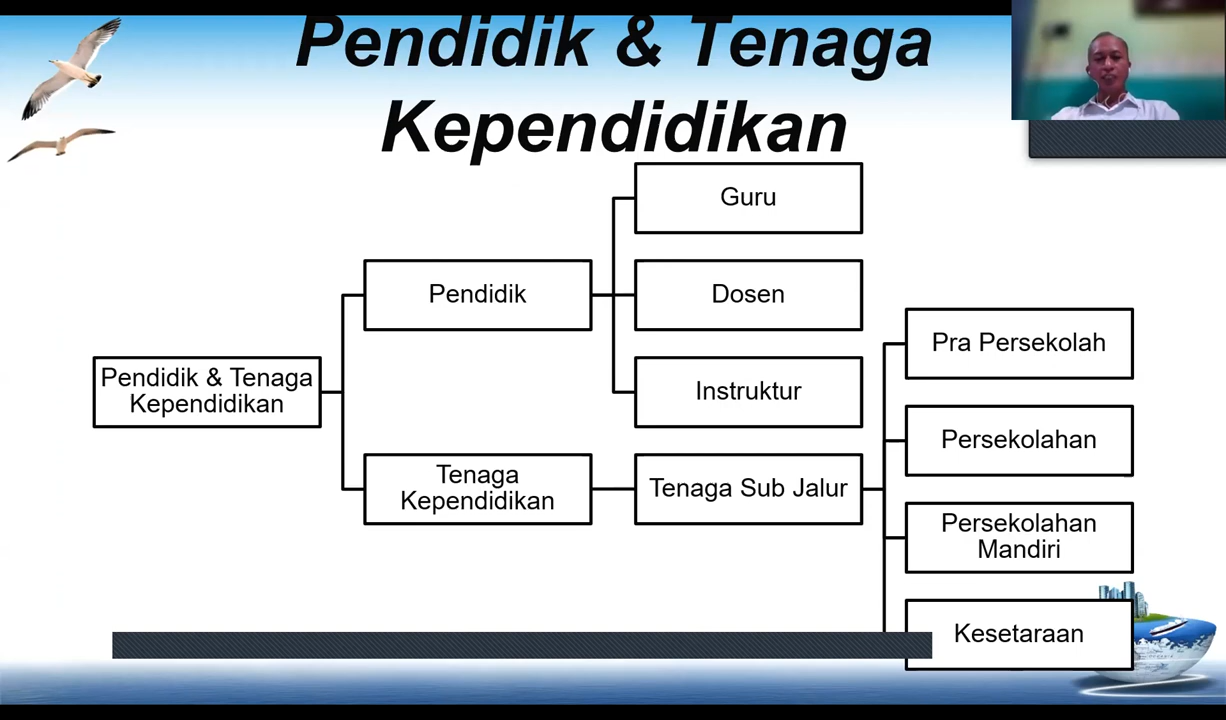 Pendidik & Tenaga
Kependidikan
Guru
Pendidik
Dosen
Pra Persekolah
Pendidik & Tenaga
Kependidikan
Instruktur
Persekolahan
Tenaga
Kependidikan
Tenaga Sub Jalur
Persekolahan
Mandiri
Kesetaraan